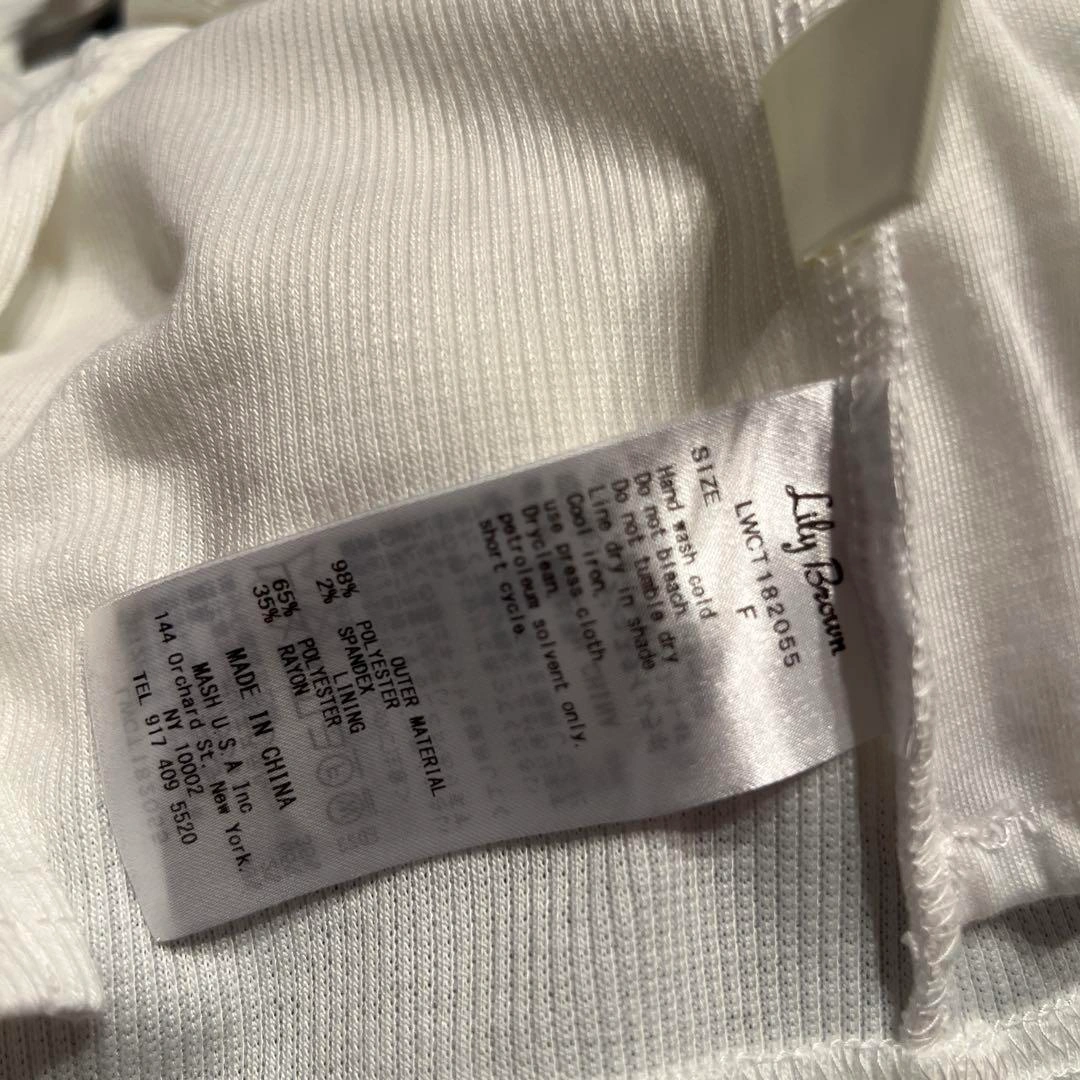 Lily Brown
LWCT182055
SIZE F
Hand wash cold
Do not bleach
Do not tumble dry
Line dry in shade
Cool iron.
use press cloth.
Dryclean.
petroleum solvent only.
short cycle.
OUTER MATERIAL
98% POLYESTER
2% SPANDEX
LINING
65% POLYESTER
35% RAYON
MADE IN CHINA
MASH U.S.A Inc
144 Orchard St. New York.
NY 10002
TEL 917 409 5520